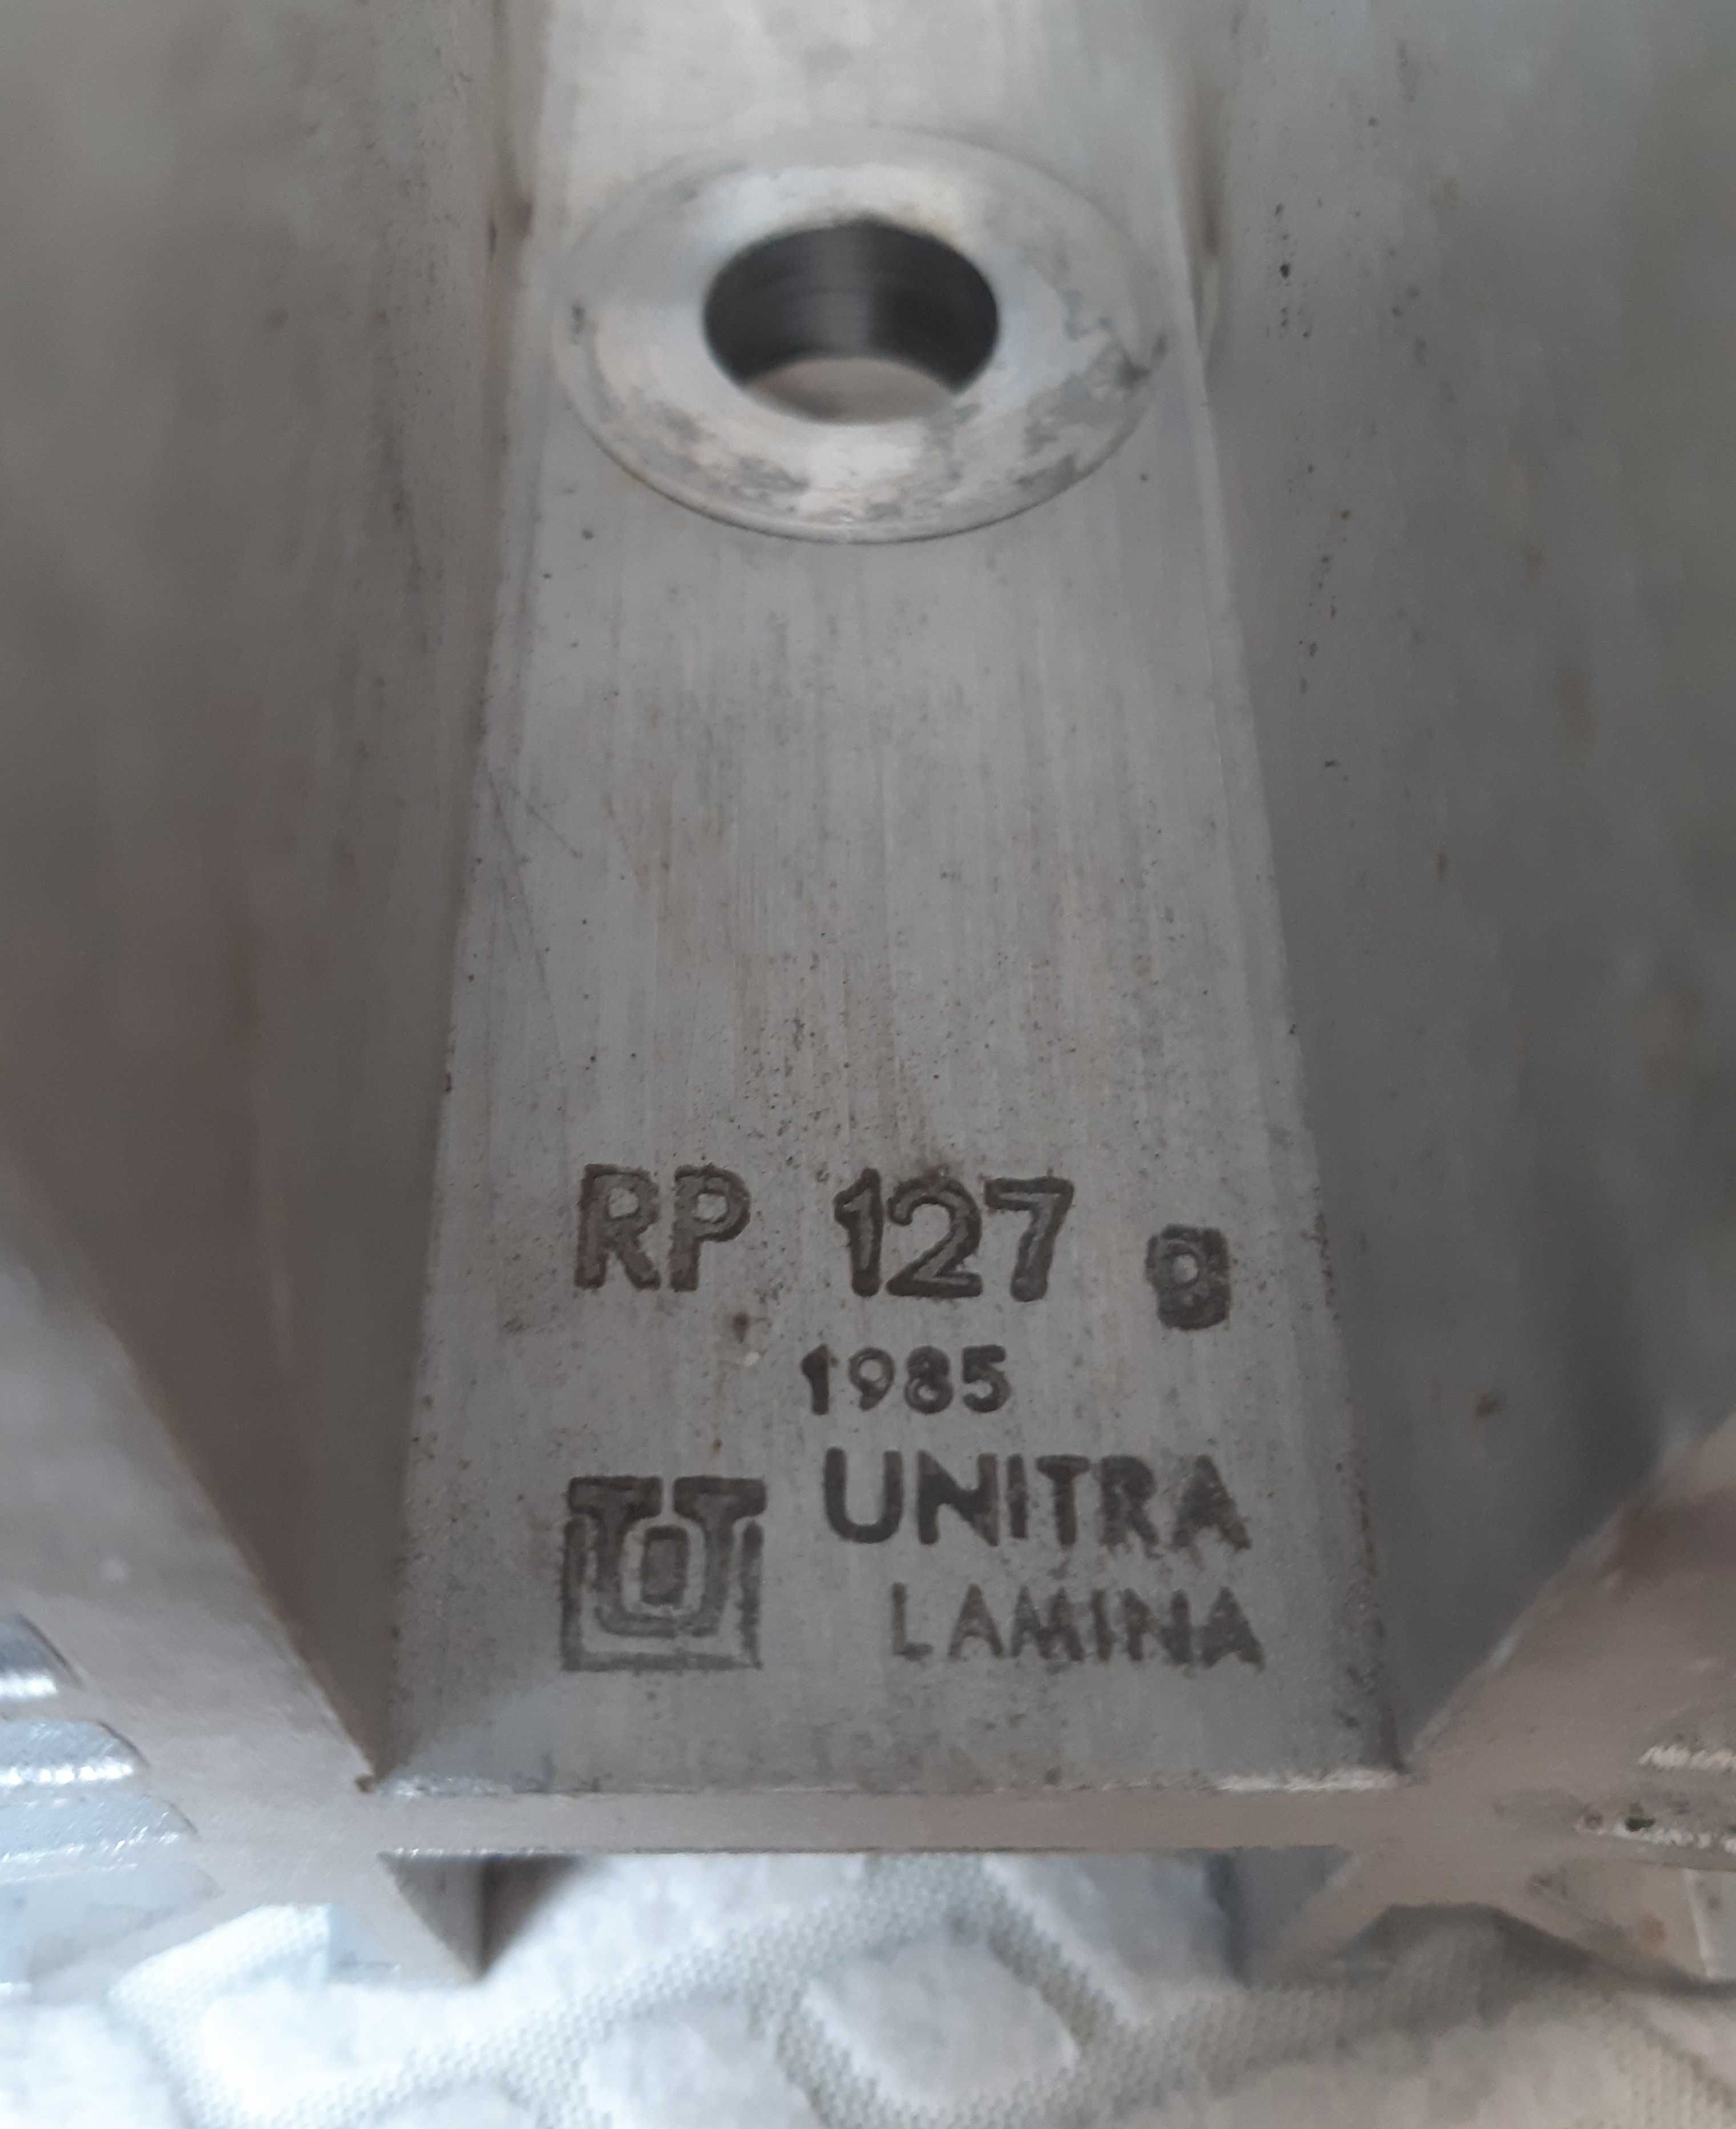 RP 127 g
1985
UNITRA
LAMINA